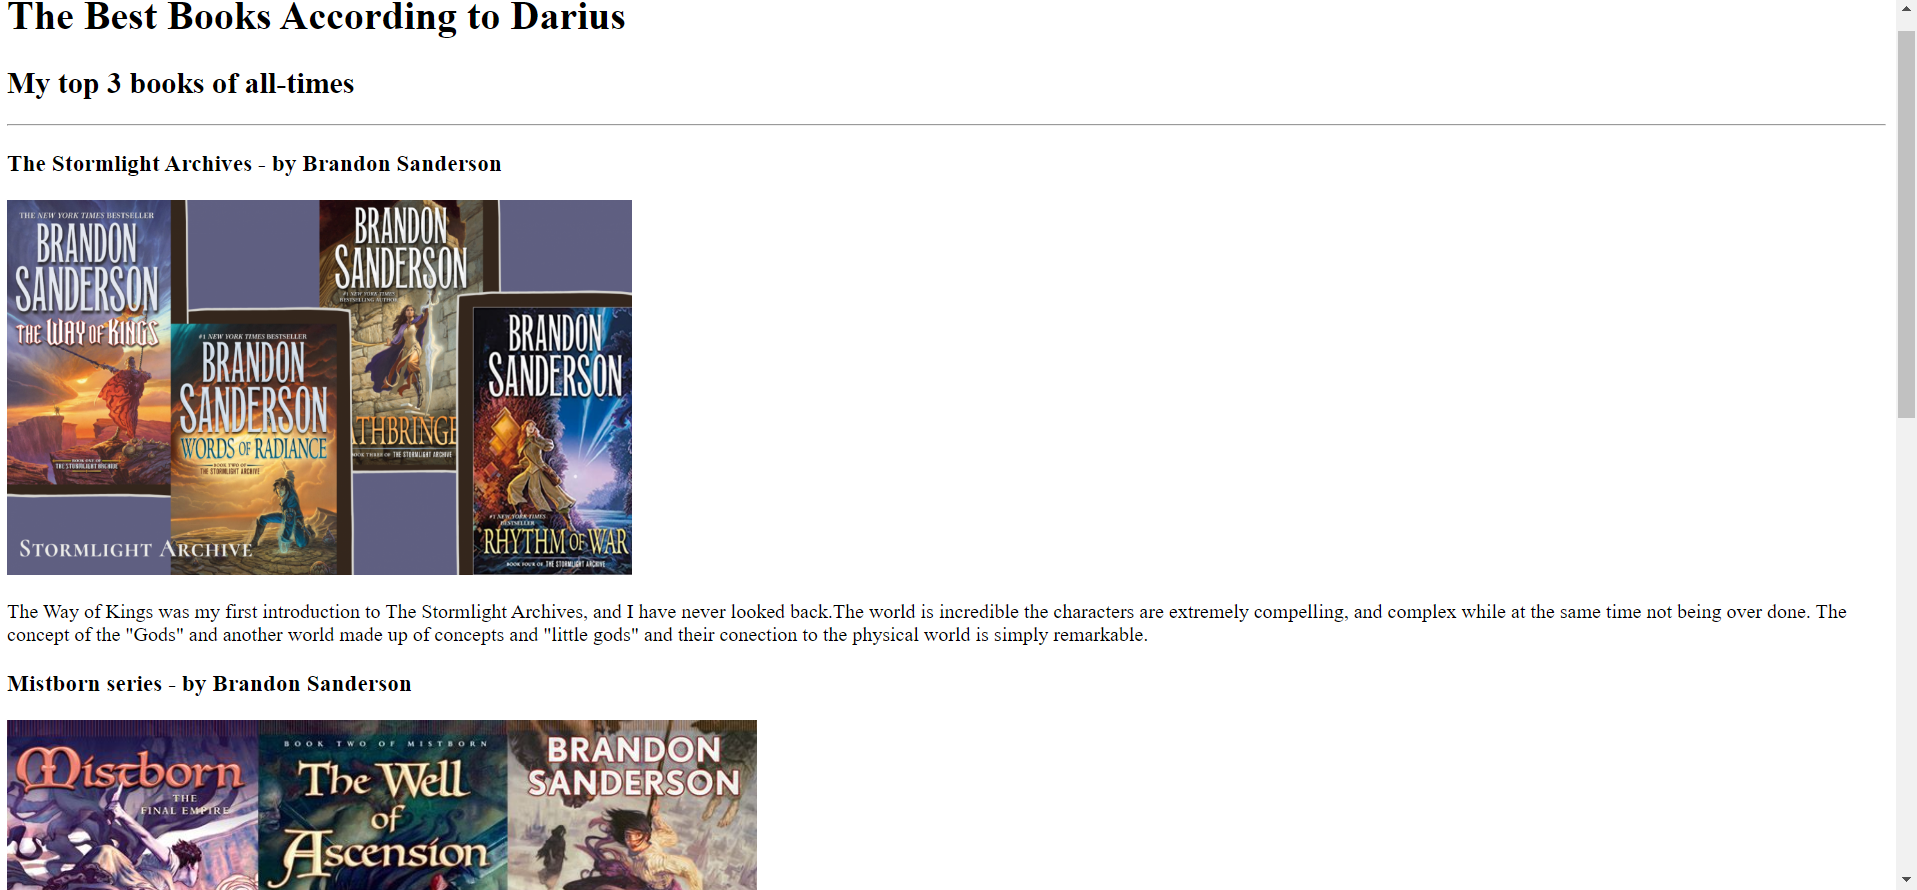 The Best Books According to Darius
My top 3 books of all-times
The Stormlight Archives - by Brandon Sanderson
THE NEW YORK TIMES BESTSELLER
BRANDON
SANDERSON
THE WAY OF KINGS
BOOK ONE OF
THE STORMLIGHT ARCHIVE
#1 NEW YORK TIMES BESTSELLER
BRANDON
SANDERSON
WORDS OF RADIANCE
BOOK TWO OF
THE STORMLIGHT ARCHIVE
BRANDON
SANDERSON
#1 NEW YORK TIMES
BESTSELLING AUTHOR
ATHBRINGE
BOOK THREE OF THE STORMLIGHT ARCHIVE
BRANDON
SANDERSON
#1 NEW YORK TIMES
BESTSELLER
RHYTHM OF WAR
BOOK FOUR OF THE STORMLIGHT ARCHIVE
STORMLIGHT ARCHIVE
The Way of Kings was my first introduction to The Stormlight Archives, and I have never looked back.The world is incredible the characters are extremely compelling, and complex while at the same time not being over done. The
concept of the "Gods" and another world made up of concepts and "little gods" and their conection to the physical world is simply remarkable.
Mistborn series - by Brandon Sanderson
Mistborn
THE
FINAL EMPIRE
BOOK TWO OF MISTBORN
The Well
of
Ascension
BRANDON
SANDERSON